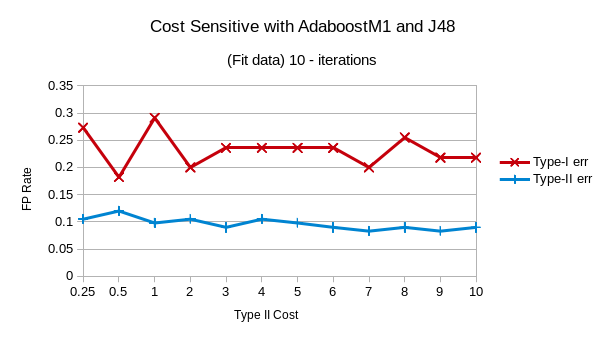 Cost Sensitive with AdaboostM1 and J48
(Fit data) 10 - iterations
0.35
0.3
0.25
0.2
0.15
0.1
0.05
0
FP Rate
0.25 0.5 1 2 3 4 5 6 7 8 9 10
Type II Cost
Type-I err
Type-II err